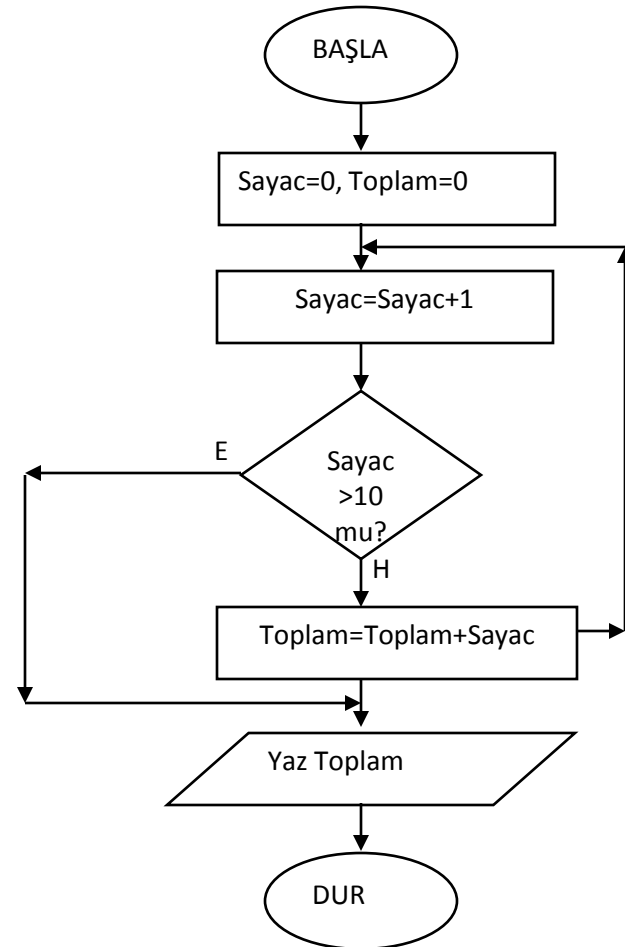 BAŞLA
Sayac=0, Toplam=0
Sayac=Sayac+1
E
Sayac
>10
mu?
H
Toplam=Toplam+Sayac
Yaz Toplam
DUR